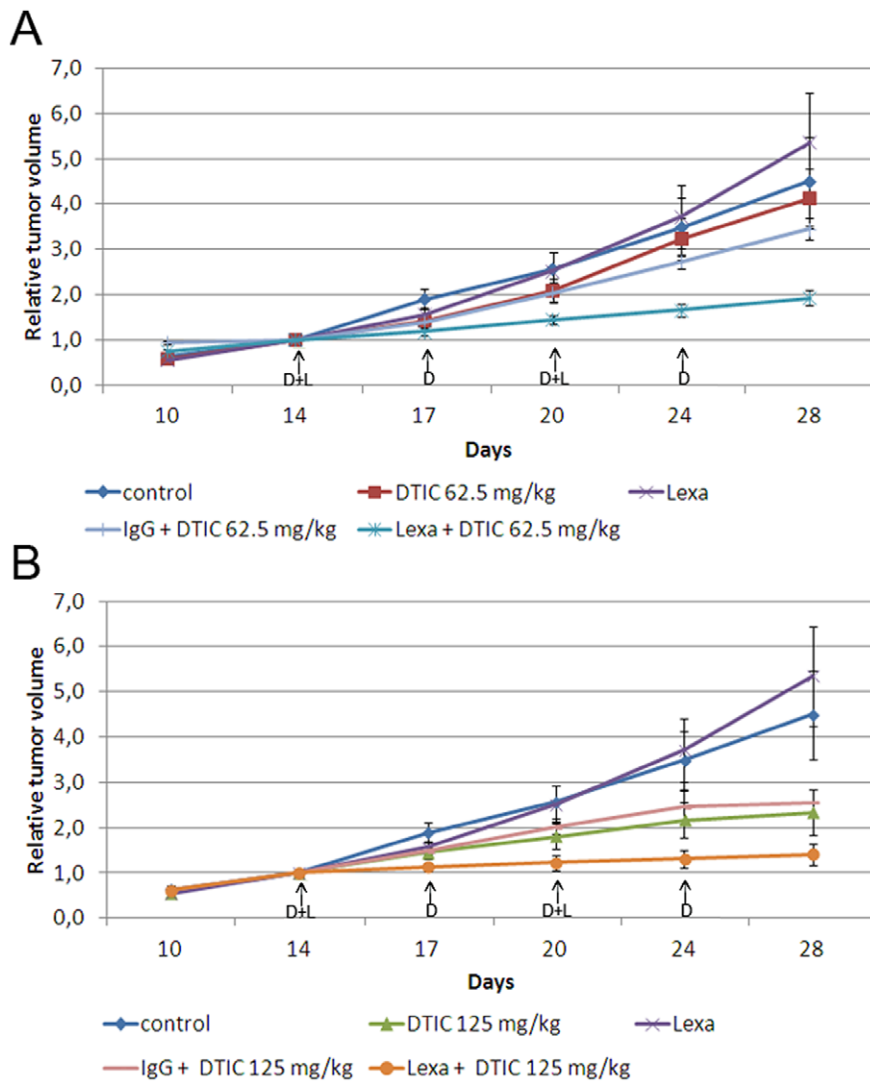 A
Relative tumor volume
7,0
6,0
5,0
4,0
3,0
2,0
1,0
0,0
D+L D D+L D
10 14 17 20 24 28
Days
control DTIC 62.5 mg/kg Lexa
IgG + DTIC 62.5 mg/kg Lexa + DTIC 62.5 mg/kg
B
Relative tumor volume
7,0
6,0
5,0
4,0
3,0
2,0
1,0
0,0
D+L D D+L D
10 14 17 20 24 28
Days
control DTIC 125 mg/kg Lexa
IgG + DTIC 125 mg/kg Lexa + DTIC 125 mg/kg